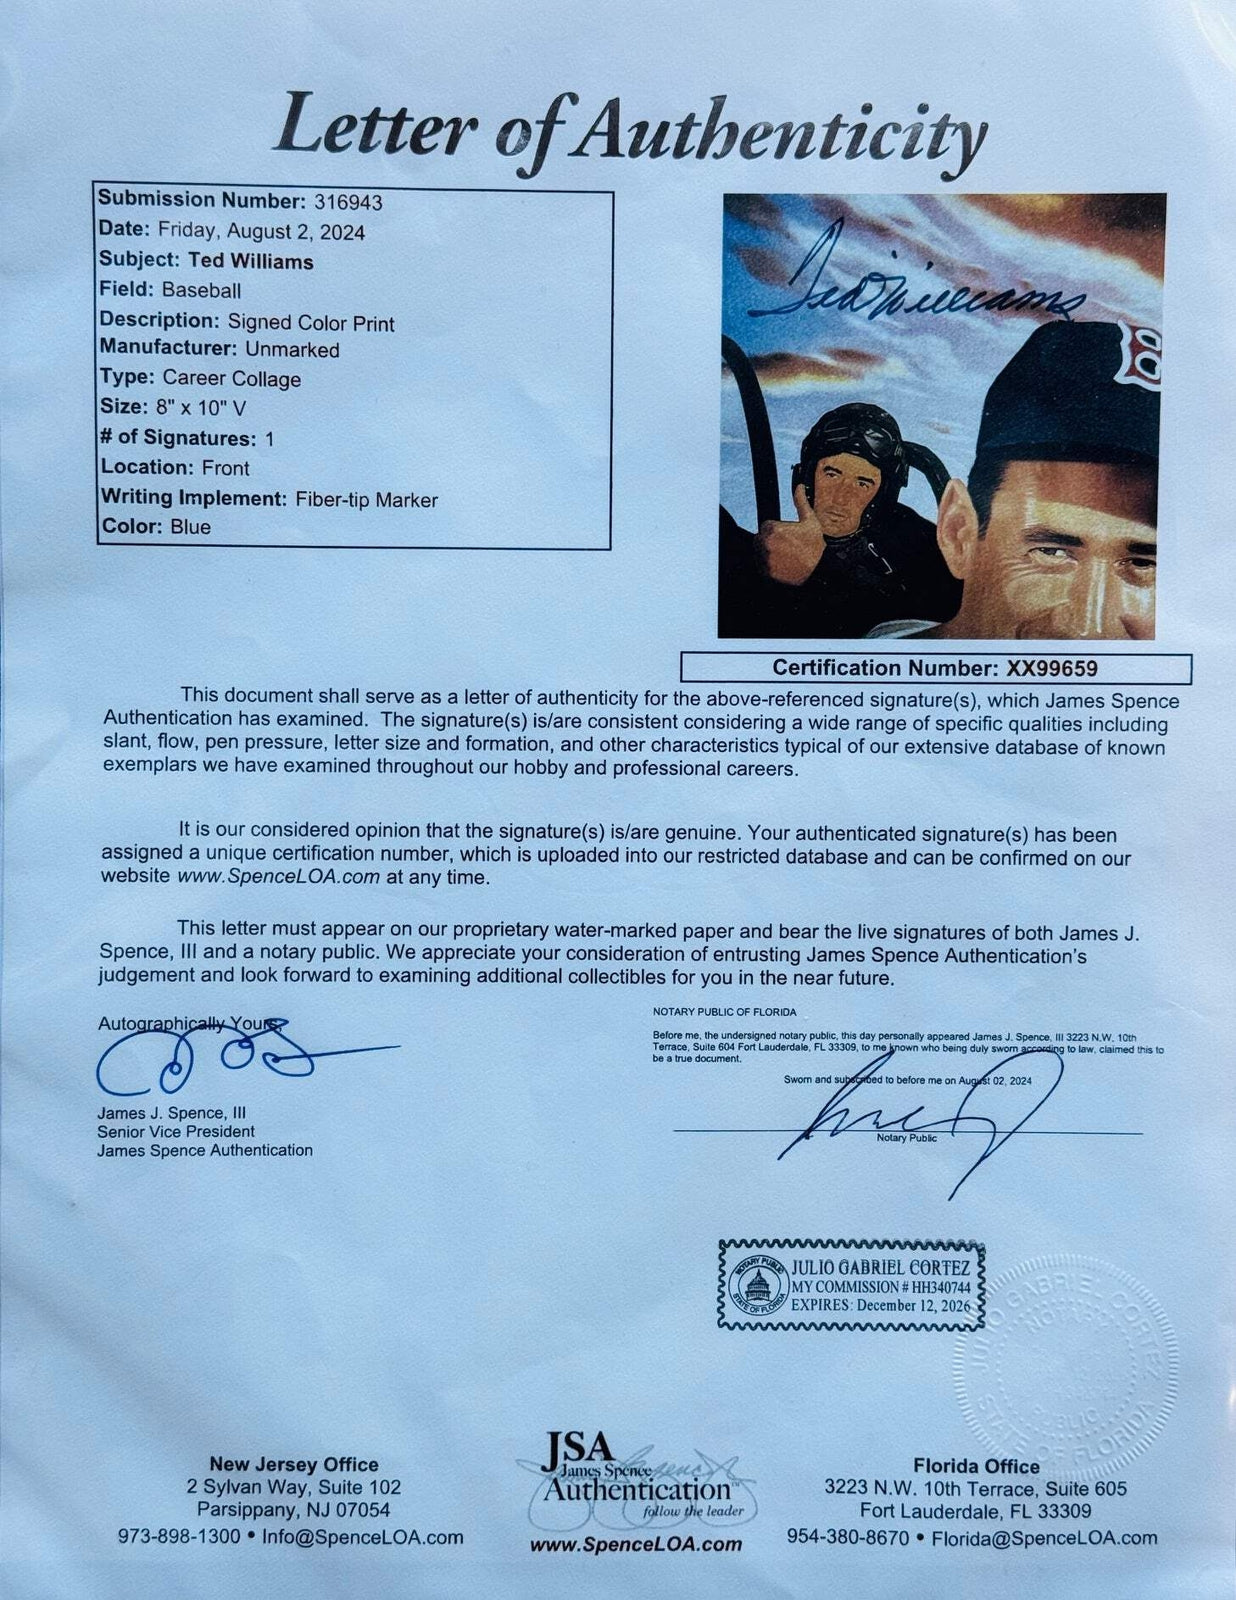 Letter of Authenticity
Submission Number: 316943
Date: Friday, August 2, 2024
Subject: Ted Williams
Field: Baseball
Description: Signed Color Print
Manufacturer: Unmarked
Type: Career Collage
Size: 8" x 10" V
# of Signatures: 1
Location: Front
Writing Implement: Fiber-tip Marker
Color: Blue
Ted Williams
B
Certification Number: XX99659
This document shall serve as a letter of authenticity for the above-referenced signature(s), which James Spence
Authentication has examined. The signature(s) is/are consistent considering a wide range of specific qualities including
slant, flow, pen pressure, letter size and formation, and other characteristics typical of our extensive database of known
exemplars we have examined throughout our hobby and professional careers.
It is our considered opinion that the signature(s) is/are genuine. Your authenticated signature(s) has been
assigned a unique certification number, which is uploaded into our restricted database and can be confirmed on our
website www.SpenceLOA.com at any time.
This letter must appear on our proprietary water-marked paper and bear the live signatures of both James J.
Spence, III and a notary public. We appreciate your consideration of entrusting James Spence Authentication's
judgement and look forward to examining additional collectibles for you in the near future.
Autographically Yours,
James J. Spence, III
Senior Vice President
James Spence Authentication
NOTARY PUBLIC OF FLORIDA
Before me, the undersigned notary public, this day personally appeared James J. Spence, III 3223 N.W. 10th
Terrace, Suite 604 Fort Lauderdale, FL 33309, to me known who being duly sworn according to law, claimed this to
be a true document.
Sworn and subscribed to before me on August 02, 2024
Notary Public
NOTARY PUBLIC
STATE OF FLORIDA
JULIO GABRIEL CORTEZ
MY COMMISSION # HH340744
EXPIRES: December 12, 2026
JULIO GABRIEL CORTEZ
NOTARY
PUBLIC
New Jersey Office
2 Sylvan Way, Suite 102
Parsippany, NJ 07054
973-898-1300 • Info@SpenceLOA.com
JSA
James Spence
Authentication™
follow the leader
www.SpenceLOA.com
Florida Office
3223 N.W. 10th Terrace, Suite 605
Fort Lauderdale, FL 33309
954-380-8670 • Florida@SpenceLOA.com